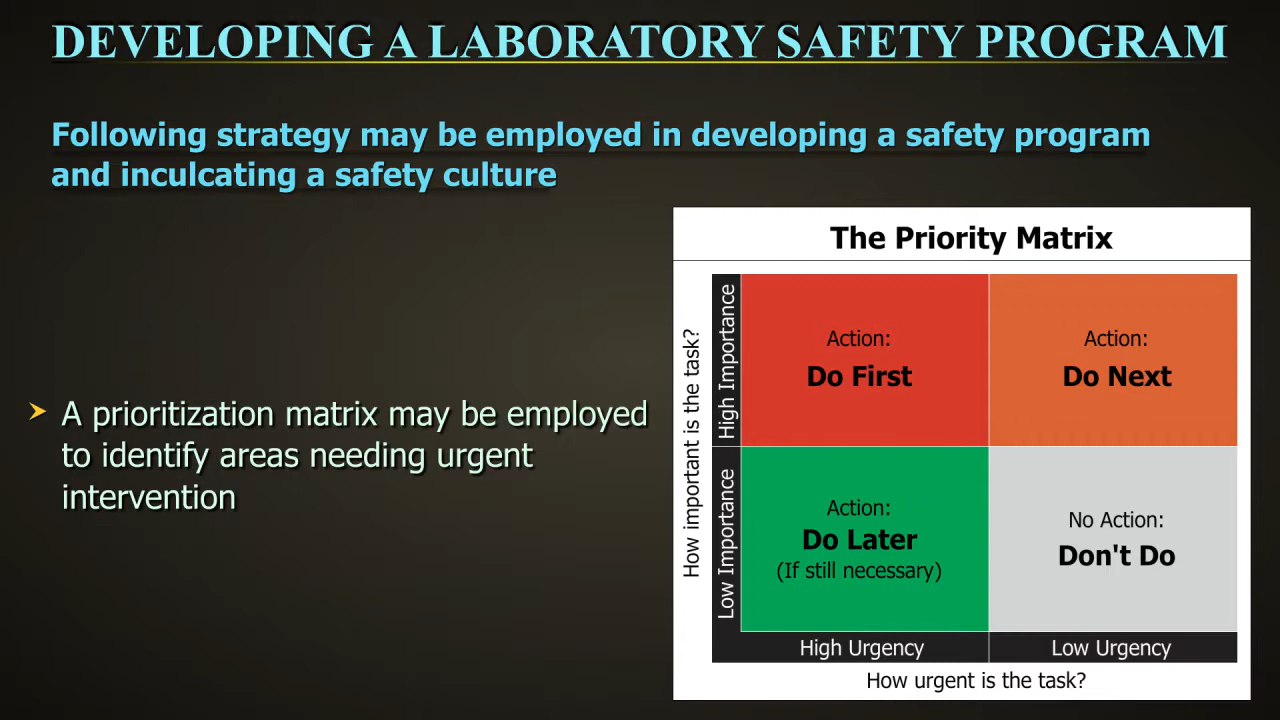 DEVELOPING A LABORATORY SAFETY PROGRAM
Following strategy may be employed in developing a safety program
and inculcating a safety culture
A prioritization matrix may be employed
to identify areas needing urgent
intervention
The Priority Matrix
How important is the task?
High Importance
Action:
Do First
Action:
Do Next
Low Importance
Action:
Do Later
(If still necessary)
No Action:
Don't Do
High Urgency
Low Urgency
How urgent is the task?